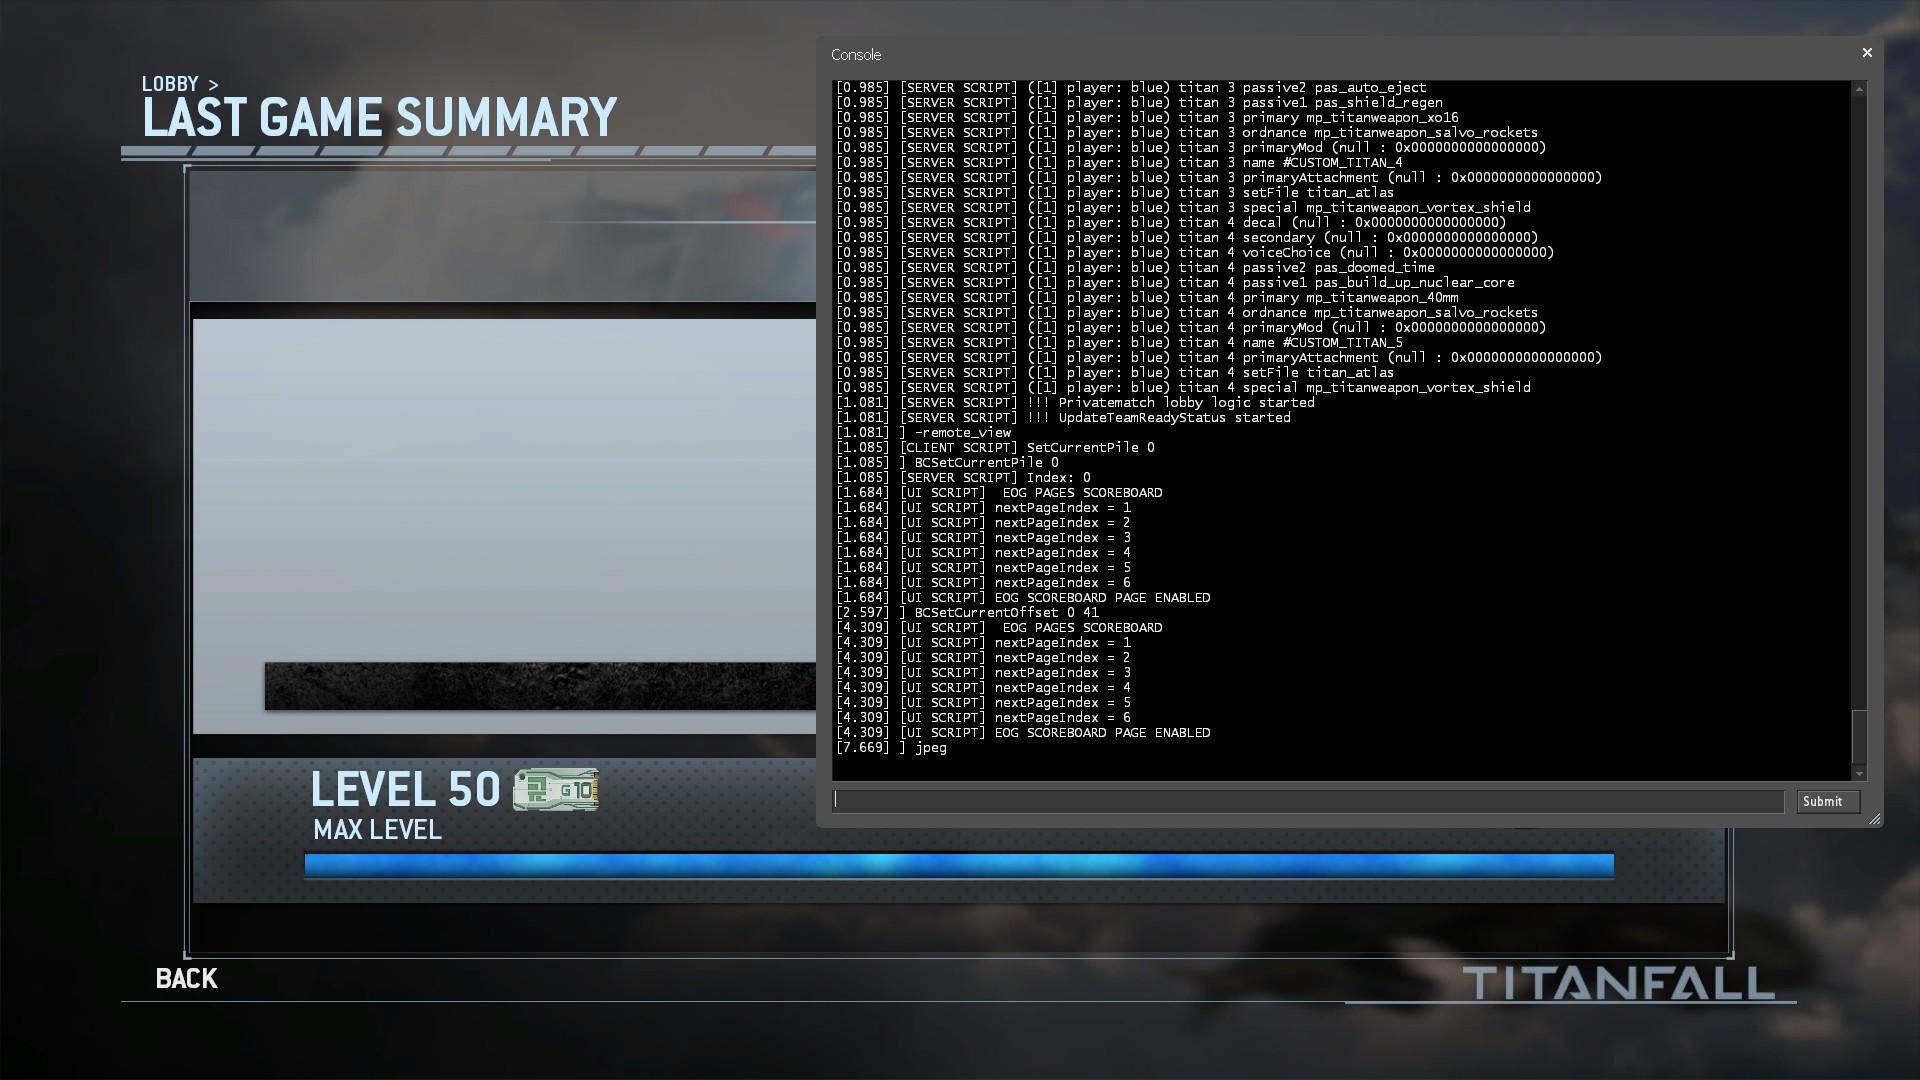 LOBBY >
LAST GAME SUMMARY
Console
[0.985] [SERVER SCRIPT] ([1] player: blue) titan 3 passive2 pas_auto_eject
[0.985] [SERVER SCRIPT] ([1] player: blue) titan 3 passive1 pas_shield_regen
[0.985] [SERVER SCRIPT] ([1] player: blue) titan 3 primary mp_titanweapon_xo16
[0.985] [SERVER SCRIPT] ([1] player: blue) titan 3 ordnance mp_titanweapon_salvo_rockets
[0.985] [SERVER SCRIPT] ([1] player: blue) titan 3 primaryMod (null : 0x0000000000000000)
[0.985] [SERVER SCRIPT] ([1] player: blue) titan 3 name #CUSTOM_TITAN_4
[0.985] [SERVER SCRIPT] ([1] player: blue) titan 3 primaryAttachment (null : 0x0000000000000000)
[0.985] [SERVER SCRIPT] ([1] player: blue) titan 3 setFile titan_atlas
[0.985] [SERVER SCRIPT] ([1] player: blue) titan 3 special mp_titanweapon_vortex_shield
[0.985] [SERVER SCRIPT] ([1] player: blue) titan 4 decal (null : 0x0000000000000000)
[0.985] [SERVER SCRIPT] ([1] player: blue) titan 4 secondary (null : 0x0000000000000000)
[0.985] [SERVER SCRIPT] ([1] player: blue) titan 4 voiceChoice (null : 0x0000000000000000)
[0.985] [SERVER SCRIPT] ([1] player: blue) titan 4 passive2 pas_doomed_time
[0.985] [SERVER SCRIPT] ([1] player: blue) titan 4 passive1 pas_build_up_nuclear_core
[0.985] [SERVER SCRIPT] ([1] player: blue) titan 4 primary mp_titanweapon_40mm
[0.985] [SERVER SCRIPT] ([1] player: blue) titan 4 ordnance mp_titanweapon_salvo_rockets
[0.985] [SERVER SCRIPT] ([1] player: blue) titan 4 primaryMod (null : 0x0000000000000000)
[0.985] [SERVER SCRIPT] ([1] player: blue) titan 4 name #CUSTOM_TITAN_5
[0.985] [SERVER SCRIPT] ([1] player: blue) titan 4 primaryAttachment (null : 0x0000000000000000)
[0.985] [SERVER SCRIPT] ([1] player: blue) titan 4 setFile titan_atlas
[0.985] [SERVER SCRIPT] ([1] player: blue) titan 4 special mp_titanweapon_vortex_shield
[1.081] [SERVER SCRIPT] !!! Privatematch lobby logic started
[1.081] [SERVER SCRIPT] !!! UpdateTeamReadyStatus started
[1.081] ] -remote_view
[1.085] [CLIENT SCRIPT] SetCurrentPile 0
[1.085] ] BCSetCurrentPile 0
[1.085] [SERVER SCRIPT] Index: 0
[1.684] [UI SCRIPT]  EOG PAGES SCOREBOARD
[1.684] [UI SCRIPT] nextPageIndex = 1
[1.684] [UI SCRIPT] nextPageIndex = 2
[1.684] [UI SCRIPT] nextPageIndex = 3
[1.684] [UI SCRIPT] nextPageIndex = 4
[1.684] [UI SCRIPT] nextPageIndex = 5
[1.684] [UI SCRIPT] nextPageIndex = 6
[1.684] [UI SCRIPT] EOG SCOREBOARD PAGE ENABLED
[2.597] ] BCSetCurrentOffset 0 41
[4.309] [UI SCRIPT]  EOG PAGES SCOREBOARD
[4.309] [UI SCRIPT] nextPageIndex = 1
[4.309] [UI SCRIPT] nextPageIndex = 2
[4.309] [UI SCRIPT] nextPageIndex = 3
[4.309] [UI SCRIPT] nextPageIndex = 4
[4.309] [UI SCRIPT] nextPageIndex = 5
[4.309] [UI SCRIPT] nextPageIndex = 6
[4.309] [UI SCRIPT] EOG SCOREBOARD PAGE ENABLED
[7.669] ] jpeg
Submit
LEVEL 50
G10
MAX LEVEL
BACK
TITANFALL